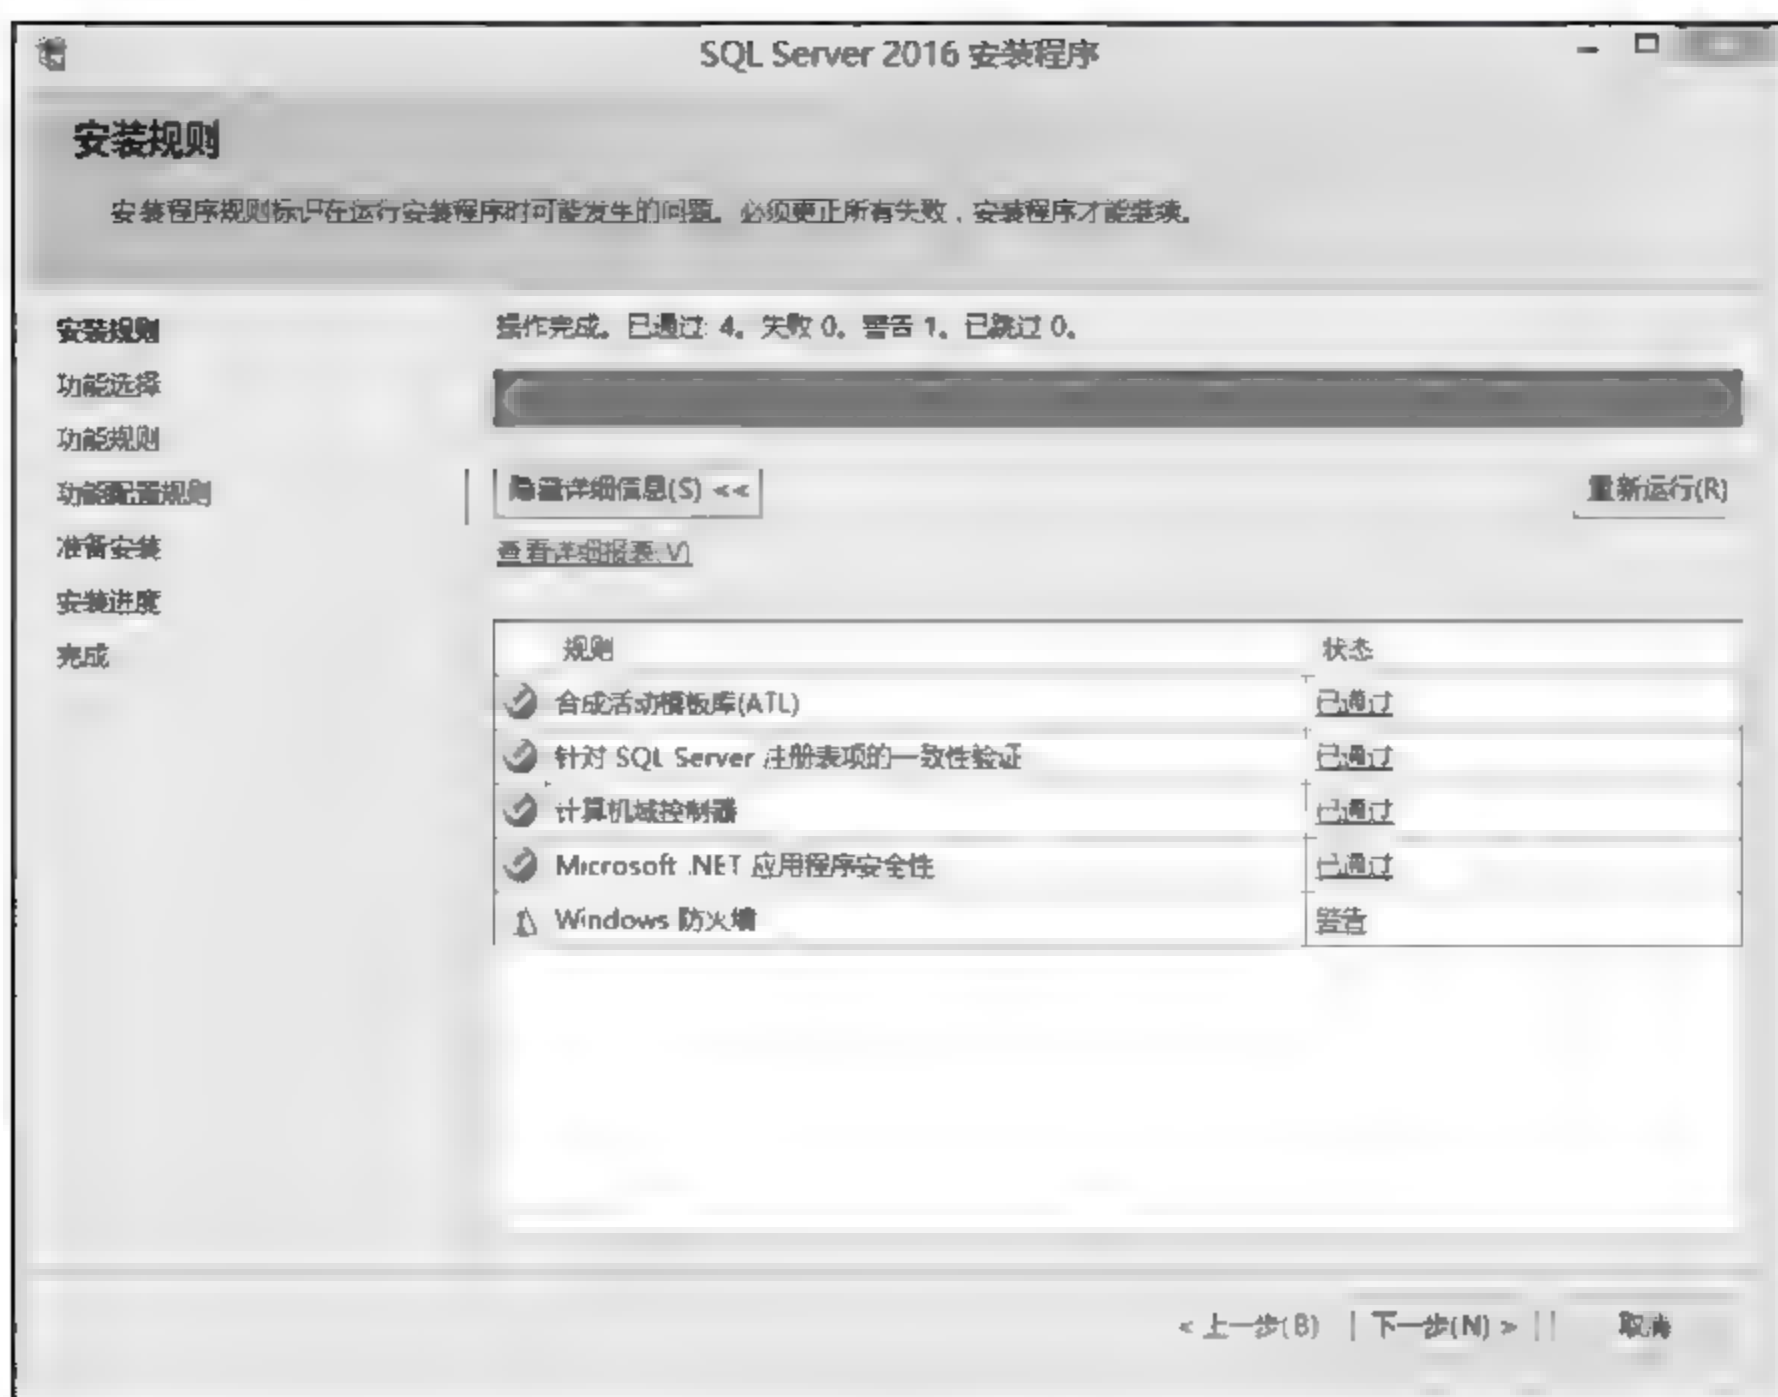 SQL Server 2016 安装程序
安装规则
安装程序规则标识在运行安装程序时可能发生的问题。必须更正所有失败，安装程序才能继续。
安装规则
功能选择
功能规则
功能配置规则
准备安装
安装进度
完成
操作完成。已通过: 4。失败 0。警告 1。已跳过 0。
隐藏详细信息(S) <<
重新运行(R)
查看详细报表(V)
规则 状态
合成活动模板库(ATL) 已通过
针对 SQL Server 注册表项的一致性验证 已通过
计算机域控制器 已通过
Microsoft .NET 应用程序安全性 已通过
Windows 防火墙 警告
< 上一步(B) 下一步(N) > 取消